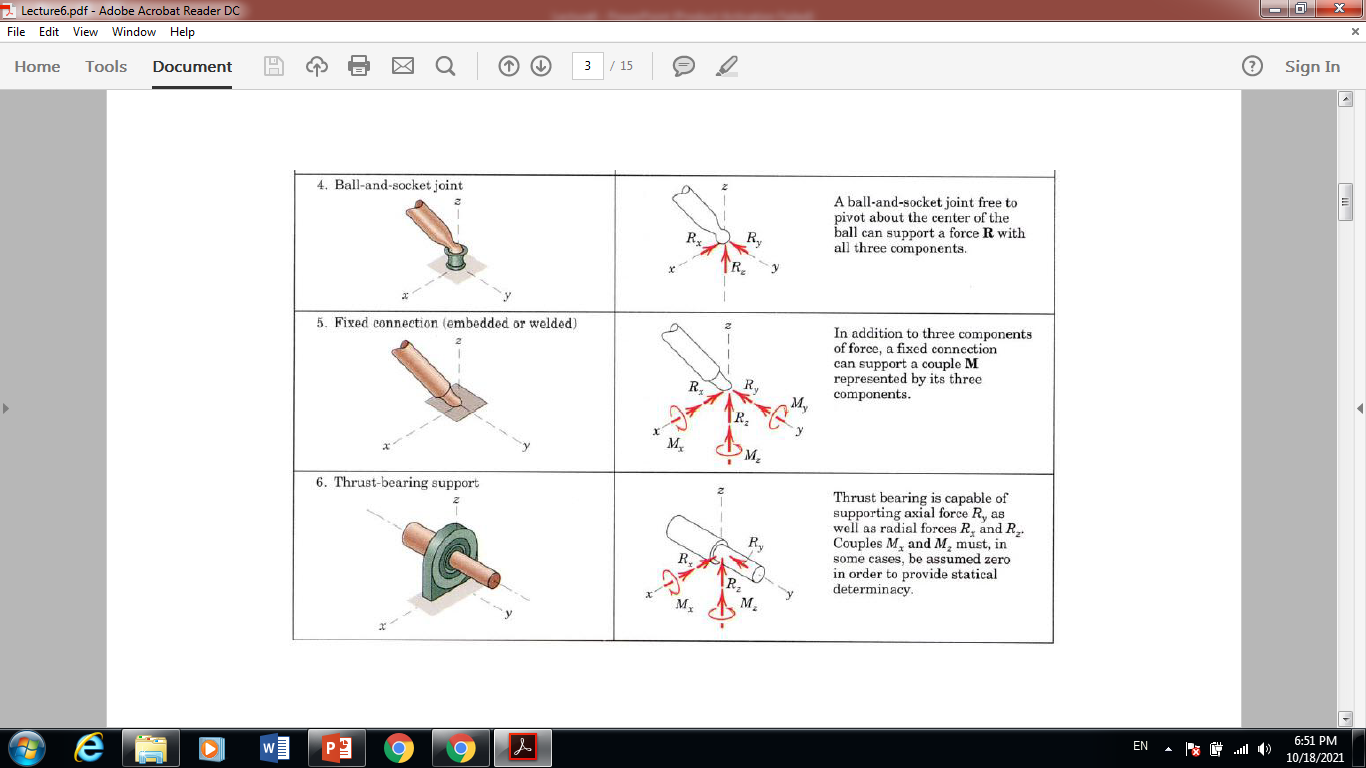 Lecture6.pdf - Adobe Acrobat Reader DC
File Edit View Window Help
Home Tools Document 3 / 15 Sign In
4. Ball-and-socket joint
z
x
y
z
Rx
Ry
x
Rz
y
A ball-and-socket joint free to
pivot about the center of the
ball can support a force R with
all three components.
5. Fixed connection (embedded or welded)
z
x
y
z
Rx
Ry
My
Rz
x
y
Mx
Mz
In addition to three components
of force, a fixed connection
can support a couple M
represented by its three
components.
6. Thrust-bearing support
z
x
y
z
Ry
Rx
Rz
x
y
Mx
Mz
Thrust bearing is capable of
supporting axial force Ry as
well as radial forces Rx and Rz.
Couples Mx and Mz must, in
some cases, be assumed zero
in order to provide statical
determinacy.
EN
6:51 PM
10/18/2021